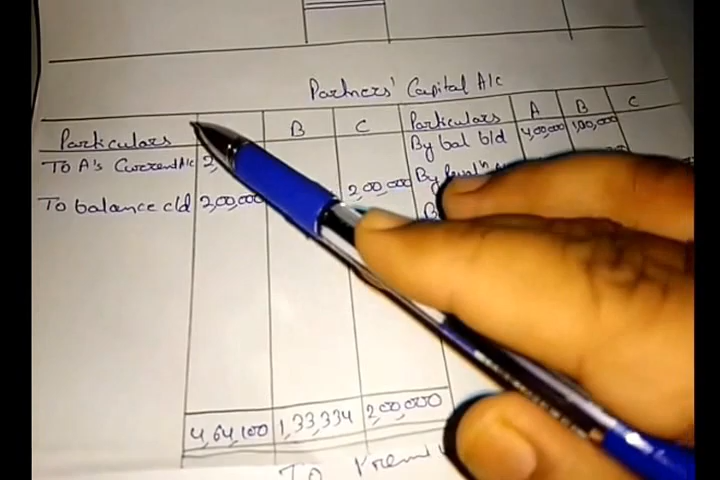 Partners' Capital A/c
Particulars B C Particulars A B C
By bal b/d 4,00,000 1,00,000
To A's Current A/c
2,00,000
To balance c/d 2,00,000
4,64,100 1,33,334 2,00,000
To